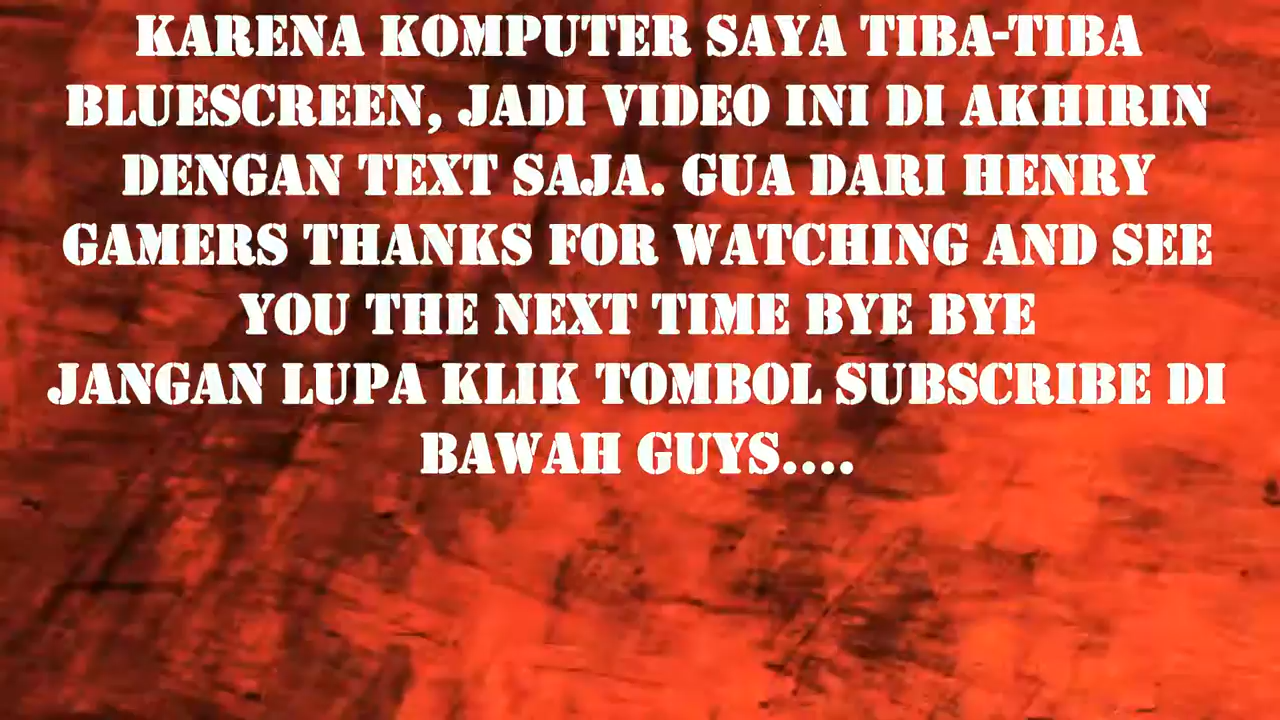 KARENA KOMPUTER SAYA TIBA-TIBA
BLUESCREEN, JADI VIDEO INI DI AKHIRIN
DENGAN TEXT SAJA. GUA DARI HENRY
GAMERS THANKS FOR WATCHING AND SEE
YOU THE NEXT TIME BYE BYE
JANGAN LUPA KLIK TOMBOL SUBSCRIBE DI
BAWAH GUYS....